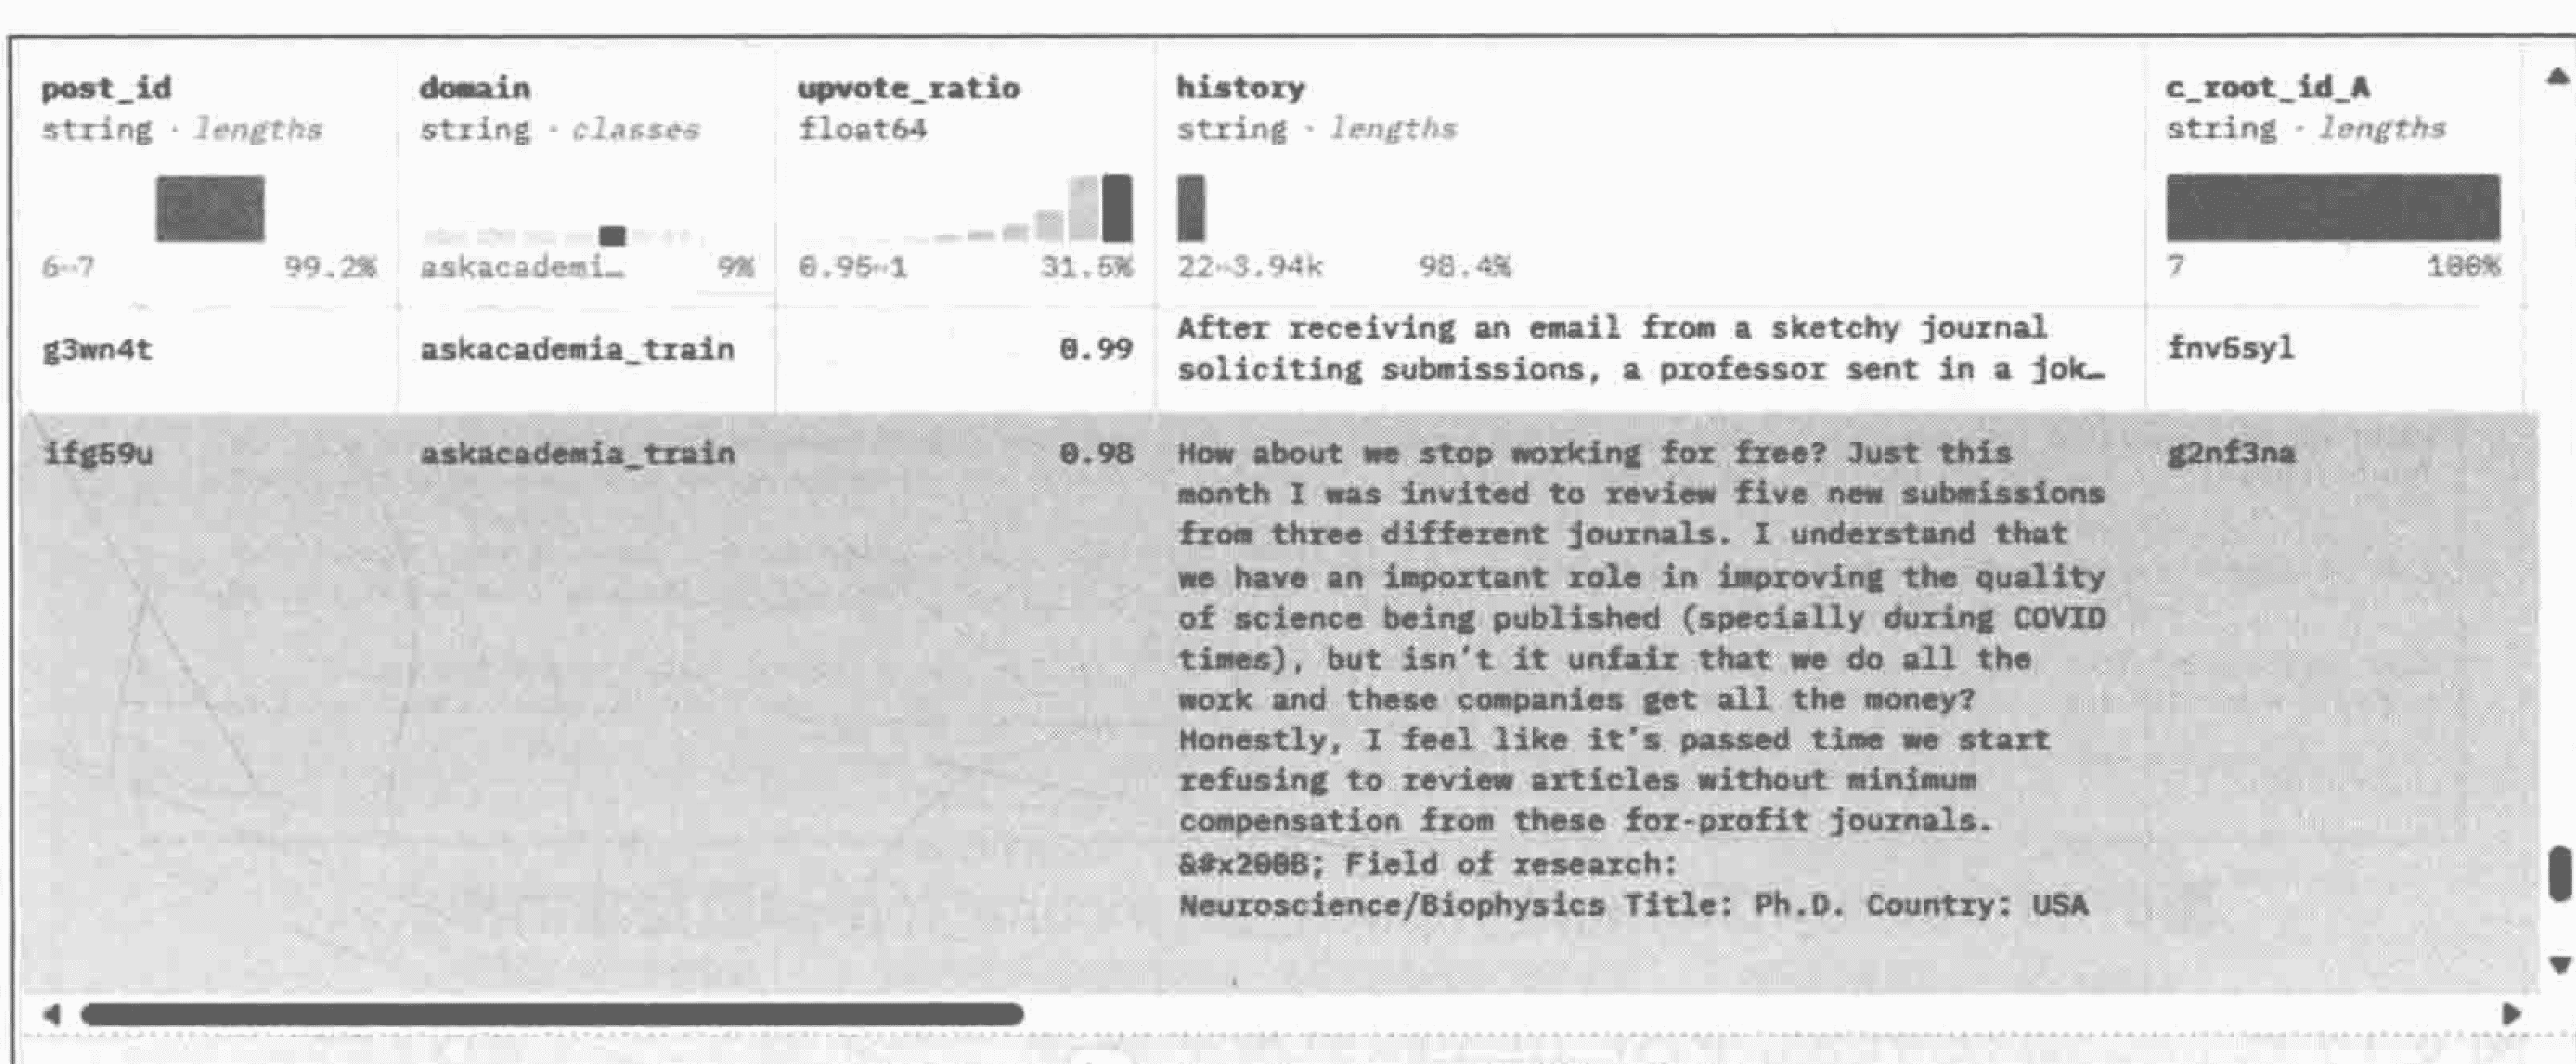 post_id domain upvote_ratio history c_root_id_A
string · lengths string · classes float64 string · lengths string · lengths
6↔7 99.2% askacademi… 9% 0.95↔1 31.5% 22↔3.94k 98.4% 7 100%
g3wn4t askacademia_train 0.99 After receiving an email from a sketchy journal fnv5syl
soliciting submissions, a professor sent in a jok…
ifg59u askacademia_train 0.98 How about we stop working for free? Just this g2nf3na
month I was invited to review five new submissions
from three different journals. I understand that
we have an important role in improving the quality
of science being published (specially during COVID
times), but isn't it unfair that we do all the
work and these companies get all the money?
Honestly, I feel like it's passed time we start
refusing to review articles without minimum
compensation from these for-profit journals.
&#x200B; Field of research:
Neuroscience/Biophysics Title: Ph.D. Country: USA